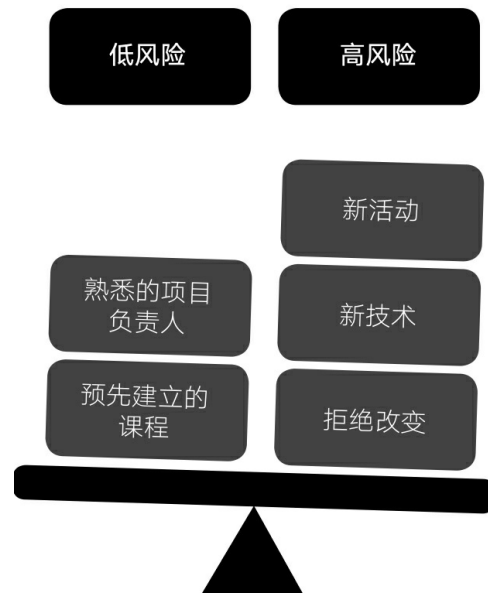 低风险
高风险
新活动
熟悉的项目
负责人
新技术
预先建立的
课程
拒绝改变